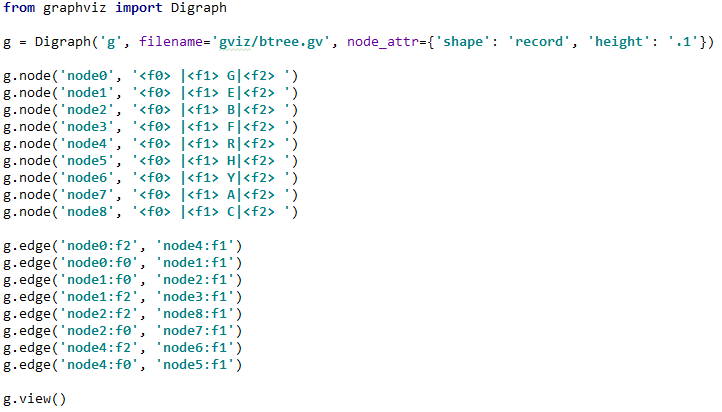 from graphviz import Digraph
g = Digraph('g', filename='gviz/btree.gv', node_attr={'shape': 'record', 'height': '.1'})
g.node('node0', '<f0> |<f1> G|<f2> ')
g.node('node1', '<f0> |<f1> E|<f2> ')
g.node('node2', '<f0> |<f1> B|<f2> ')
g.node('node3', '<f0> |<f1> F|<f2> ')
g.node('node4', '<f0> |<f1> R|<f2> ')
g.node('node5', '<f0> |<f1> H|<f2> ')
g.node('node6', '<f0> |<f1> Y|<f2> ')
g.node('node7', '<f0> |<f1> A|<f2> ')
g.node('node8', '<f0> |<f1> C|<f2> ')
g.edge('node0:f2', 'node4:f1')
g.edge('node0:f0', 'node1:f1')
g.edge('node1:f0', 'node2:f1')
g.edge('node1:f2', 'node3:f1')
g.edge('node2:f2', 'node8:f1')
g.edge('node2:f0', 'node7:f1')
g.edge('node4:f2', 'node6:f1')
g.edge('node4:f0', 'node5:f1')
g.view()